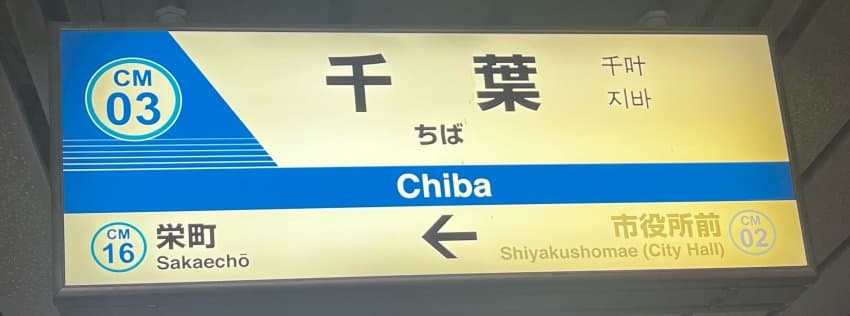 CM
03
千葉
千叶
지바
ちば
Chiba
CM
16
栄町
Sakaechō
市役所前
Shiyakushomae (City Hall)
CM
02